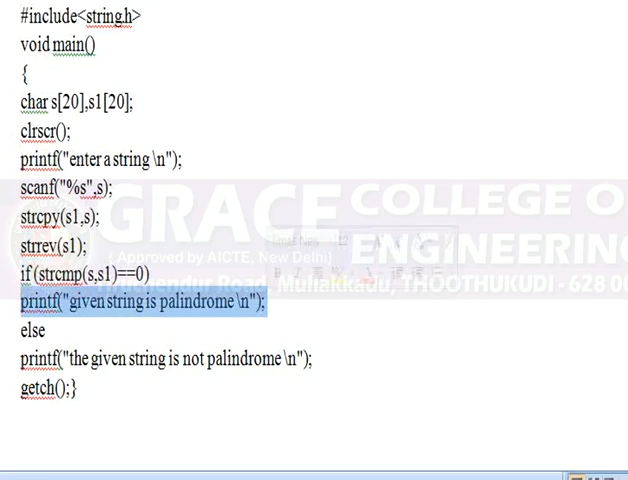 #include<string.h>
void main()
{
char s[20],s1[20];
clrscr();
printf("enter a string \n");
scanf("%s",s);
strcpy(s1,s);
strrev(s1);
if (strcmp(s,s1)==0)
printf("given string is palindrome \n");
else
printf("the given string is not palindrome \n");
getch();}
GRACE COLLEGE O
ENGINEERING
( Approved by AICTE, New Delhi)
Tiruchendur Road, Mullakkadu, THOOTHUKUDI - 628 00